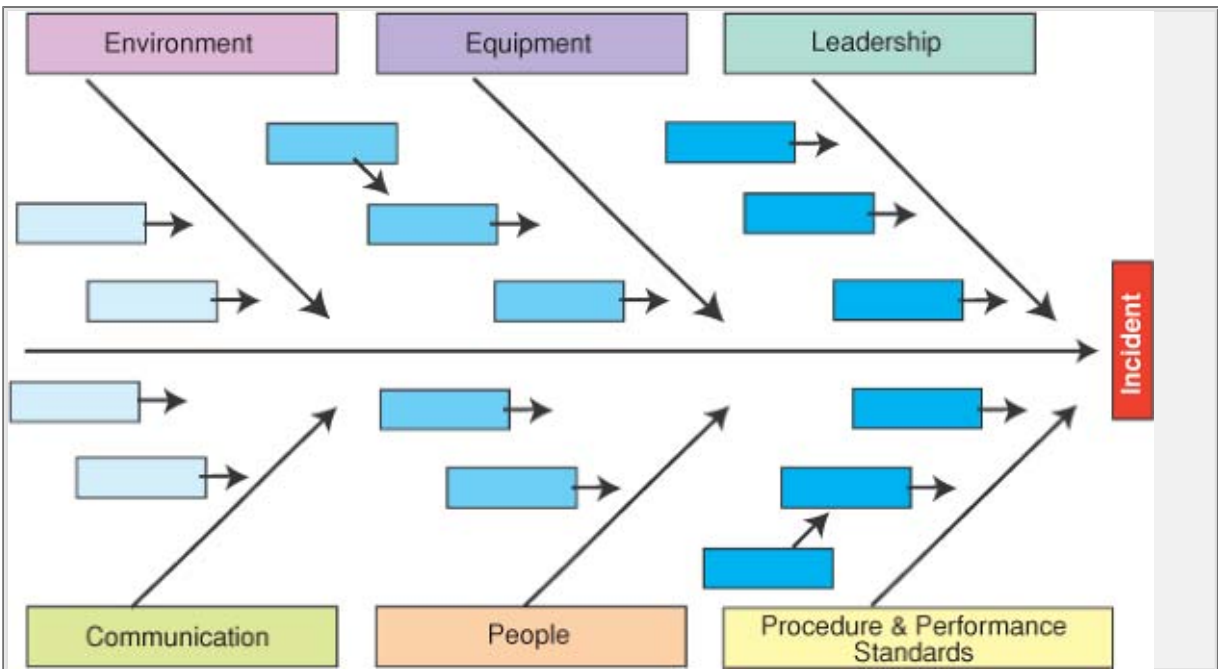 Environment
Equipment
Leadership
Incident
Communication
People
Procedure & Performance
Standards